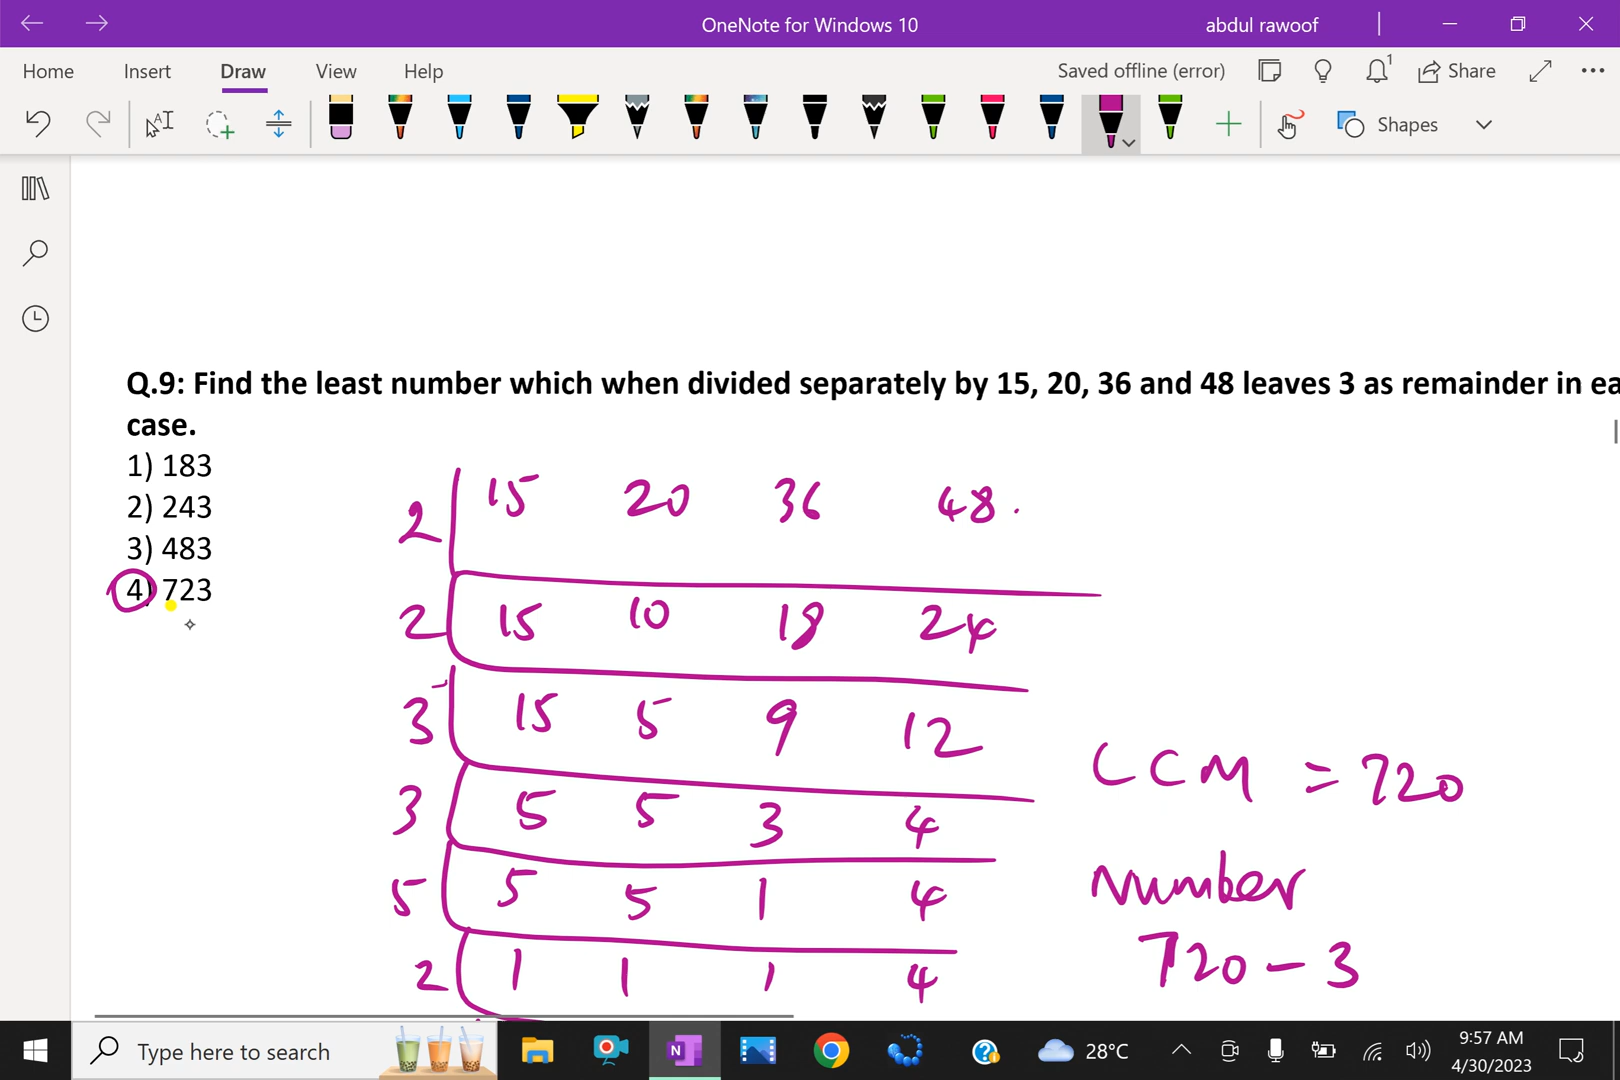 OneNote for Windows 10
abdul rawoof
Home Insert Draw View Help
Saved offline (error) 1 Share
Shapes
Q.9: Find the least number which when divided separately by 15, 20, 36 and 48 leaves 3 as remainder in ea
case.
1) 183
2) 243
3) 483
4) 723
2 15 20 36 48.
2 15 10 18 24
3 15 5 9 12
LCM = 720
3 5 5 3 4
5 5 5 1 4
Number
2 1 1 1 4
720 - 3
Type here to search
28°C
9:57 AM
4/30/2023